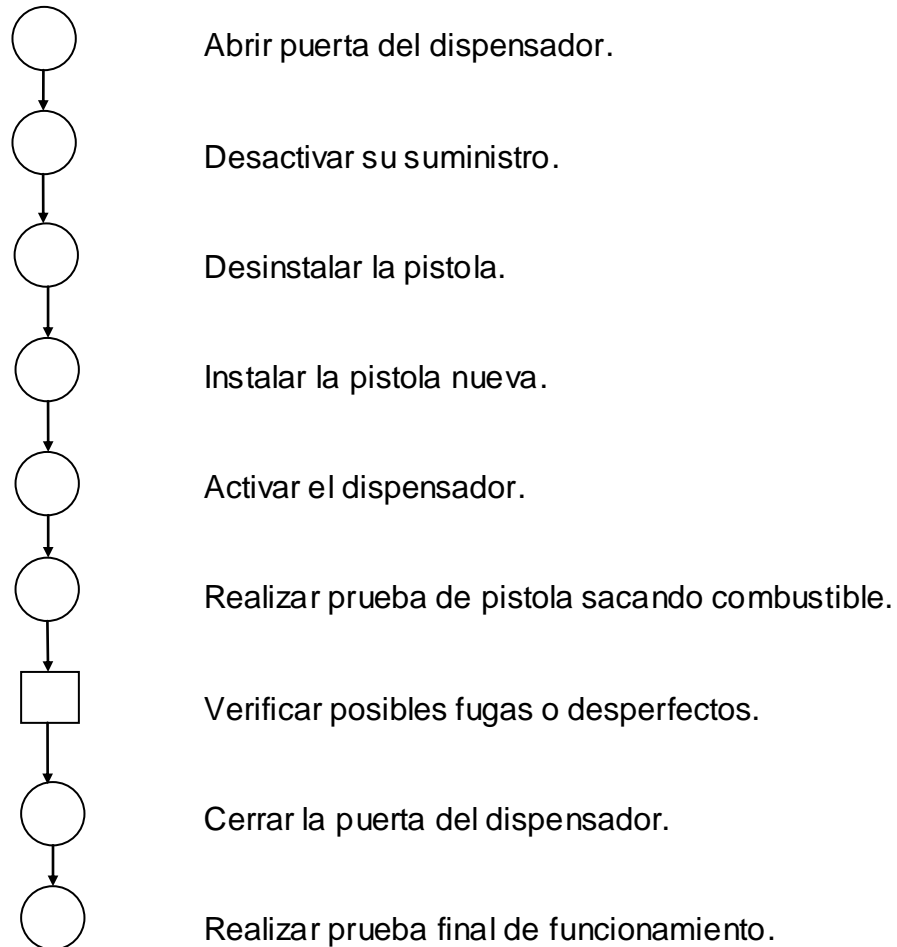 Abrir puerta del dispensador.
Desactivar su suministro.
Desinstalar la pistola.
Instalar la pistola nueva.
Activar el dispensador.
Realizar prueba de pistola sacando combustible.
Verificar posibles fugas o desperfectos.
Cerrar la puerta del dispensador.
Realizar prueba final de funcionamiento.